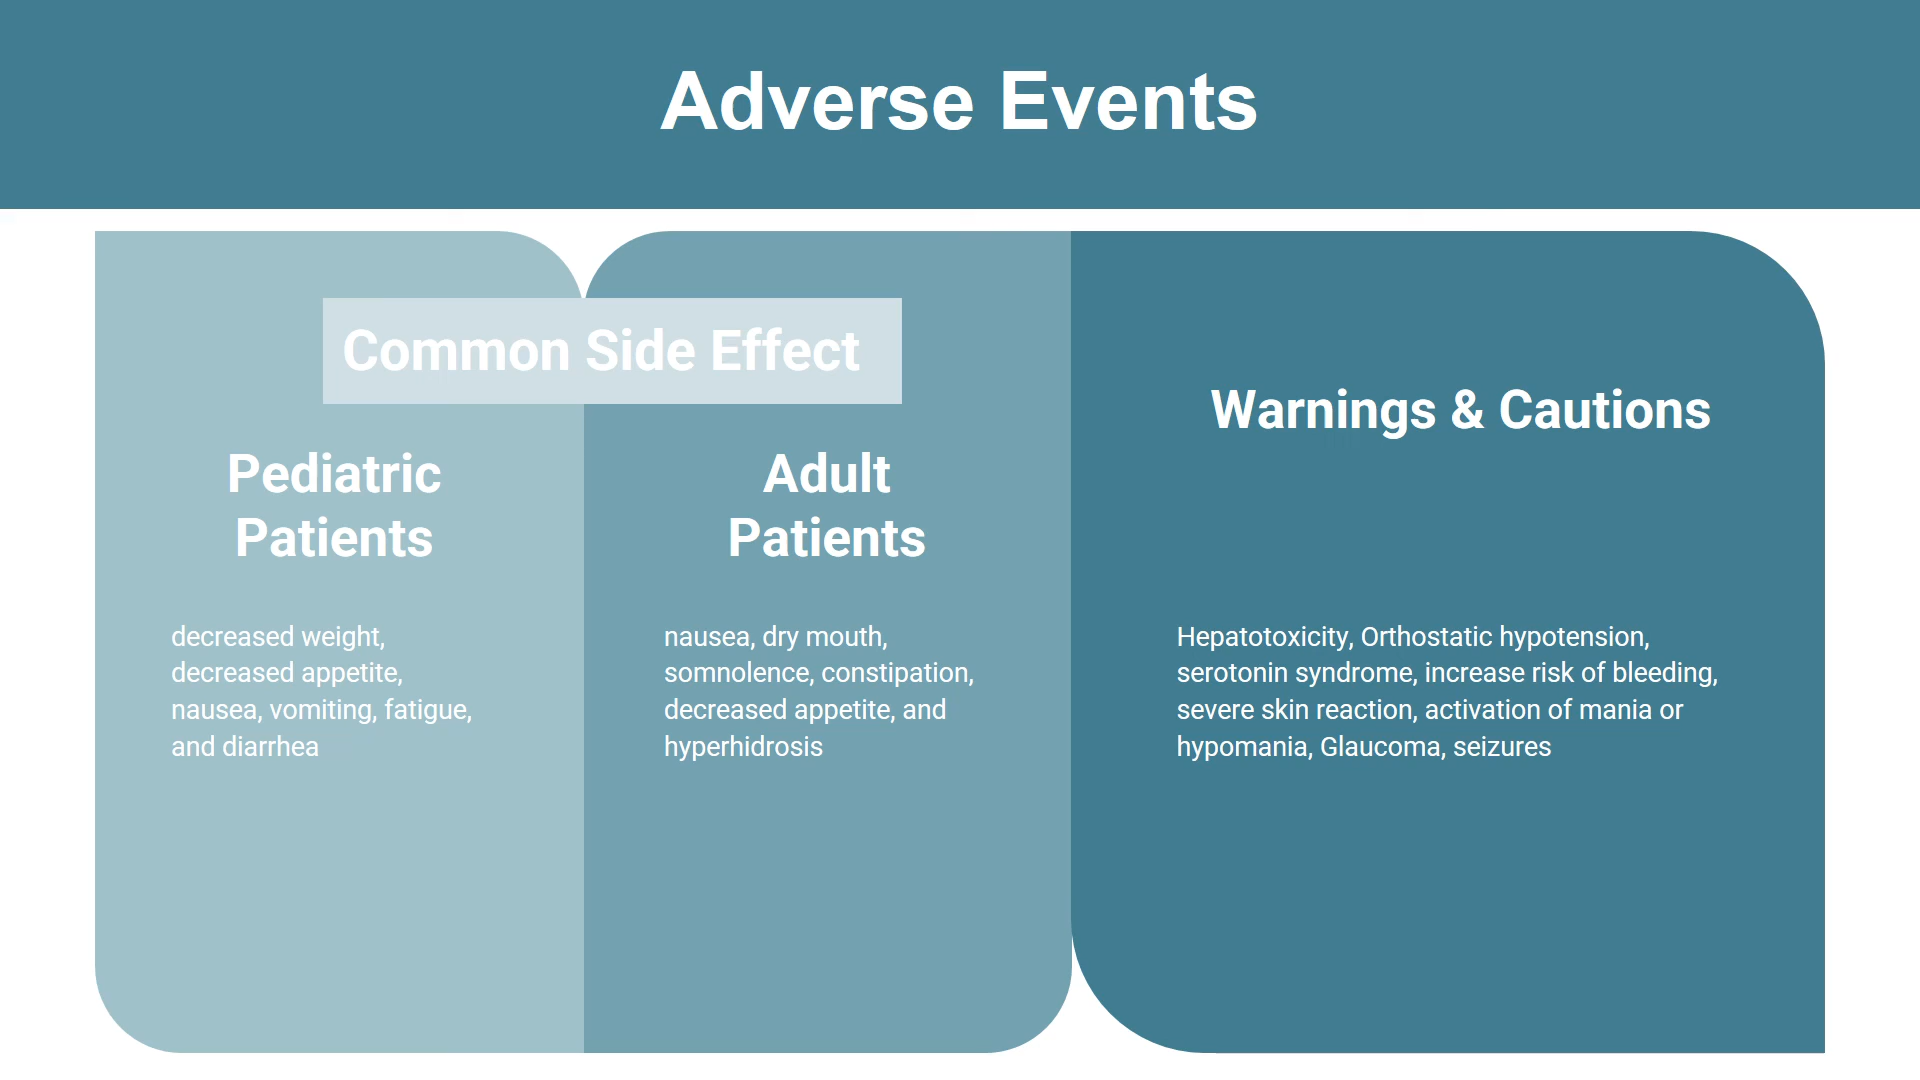 Adverse Events
Common Side Effect
Pediatric
Patients
decreased weight,
decreased appetite,
nausea, vomiting, fatigue,
and diarrhea
Adult
Patients
nausea, dry mouth,
somnolence, constipation,
decreased appetite, and
hyperhidrosis
Warnings & Cautions
Hepatotoxicity, Orthostatic hypotension,
serotonin syndrome, increase risk of bleeding,
severe skin reaction, activation of mania or
hypomania, Glaucoma, seizures